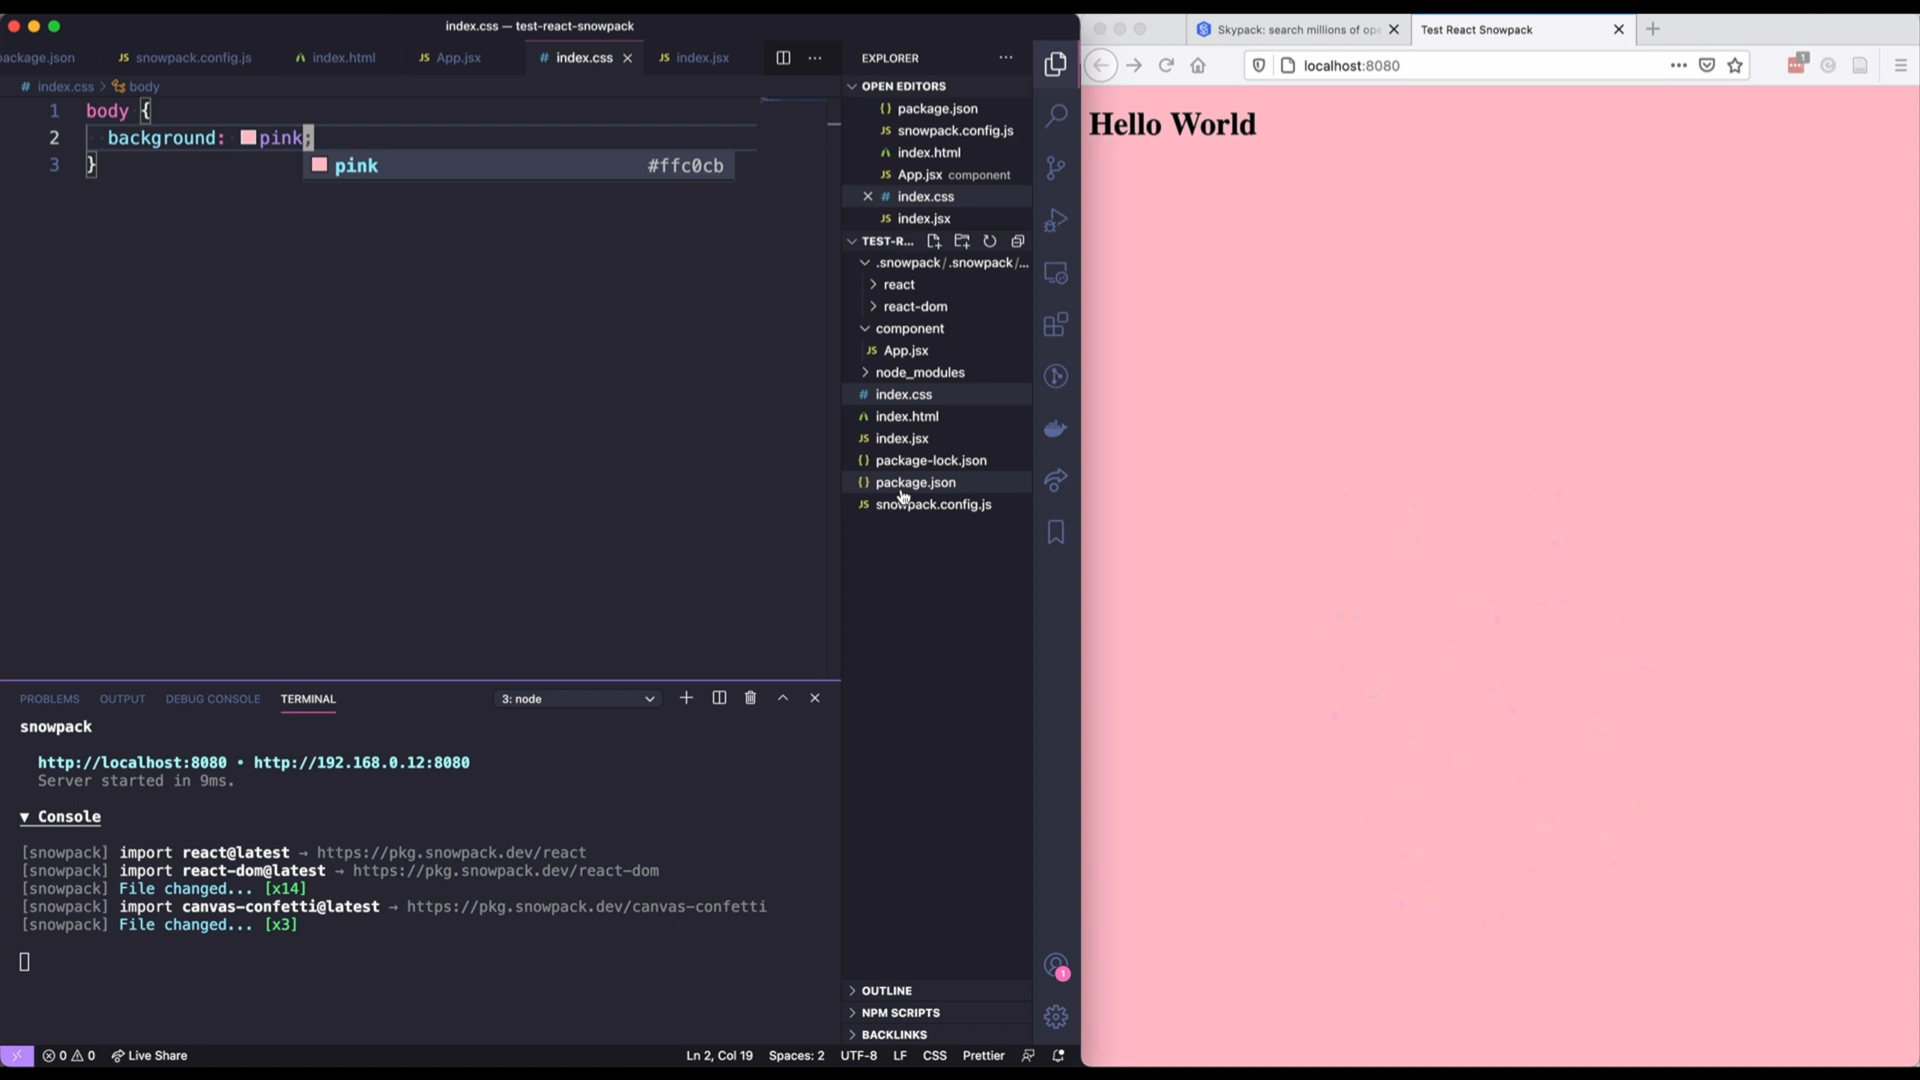 index.css — test-react-snowpack
package.json
snowpack.config.js
index.html
App.jsx
index.css
index.jsx
index.css > body
1 body {
2 background: pink;
3 }
pink #ffc0cb
EXPLORER
OPEN EDITORS
package.json
snowpack.config.js
index.html
App.jsx component
index.css
index.jsx
TEST-R...
.snowpack / .snowpack / ...
react
react-dom
component
App.jsx
node_modules
index.css
index.html
index.jsx
package-lock.json
package.json
snowpack.config.js
OUTLINE
NPM SCRIPTS
BACKLINKS
1
PROBLEMS OUTPUT DEBUG CONSOLE TERMINAL 3: node
snowpack
http://localhost:8080 • http://192.168.0.12:8080
Server started in 9ms.
▼ Console
[snowpack] import react@latest → https://pkg.snowpack.dev/react
[snowpack] import react-dom@latest → https://pkg.snowpack.dev/react-dom
[snowpack] File changed... [x14]
[snowpack] import canvas-confetti@latest → https://pkg.snowpack.dev/canvas-confetti
[snowpack] File changed... [x3]
0 0 Live Share Ln 2, Col 19 Spaces: 2 UTF-8 LF CSS Prettier
Skypack: search millions of ope
Test React Snowpack
localhost:8080
1
Hello World